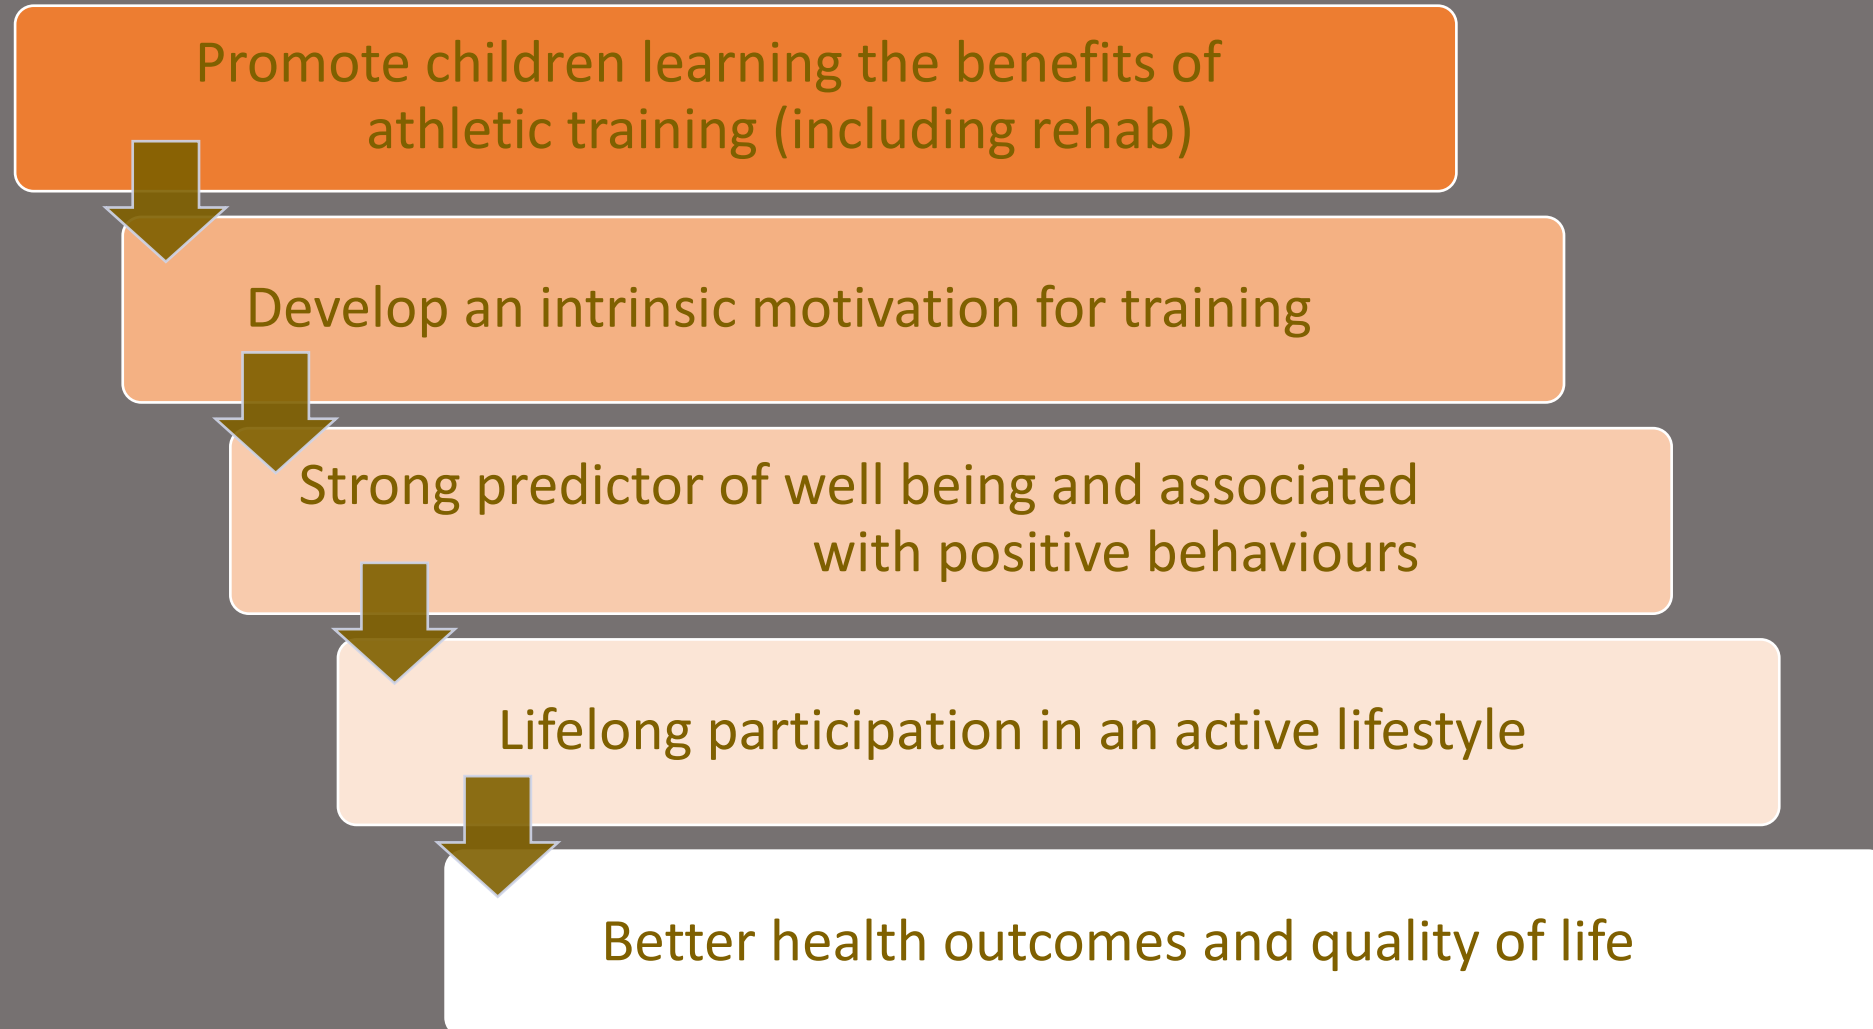 Promote children learning the benefits of
athletic training (including rehab)
Develop an intrinsic motivation for training
Strong predictor of well being and associated
with positive behaviours
Lifelong participation in an active lifestyle
Better health outcomes and quality of life